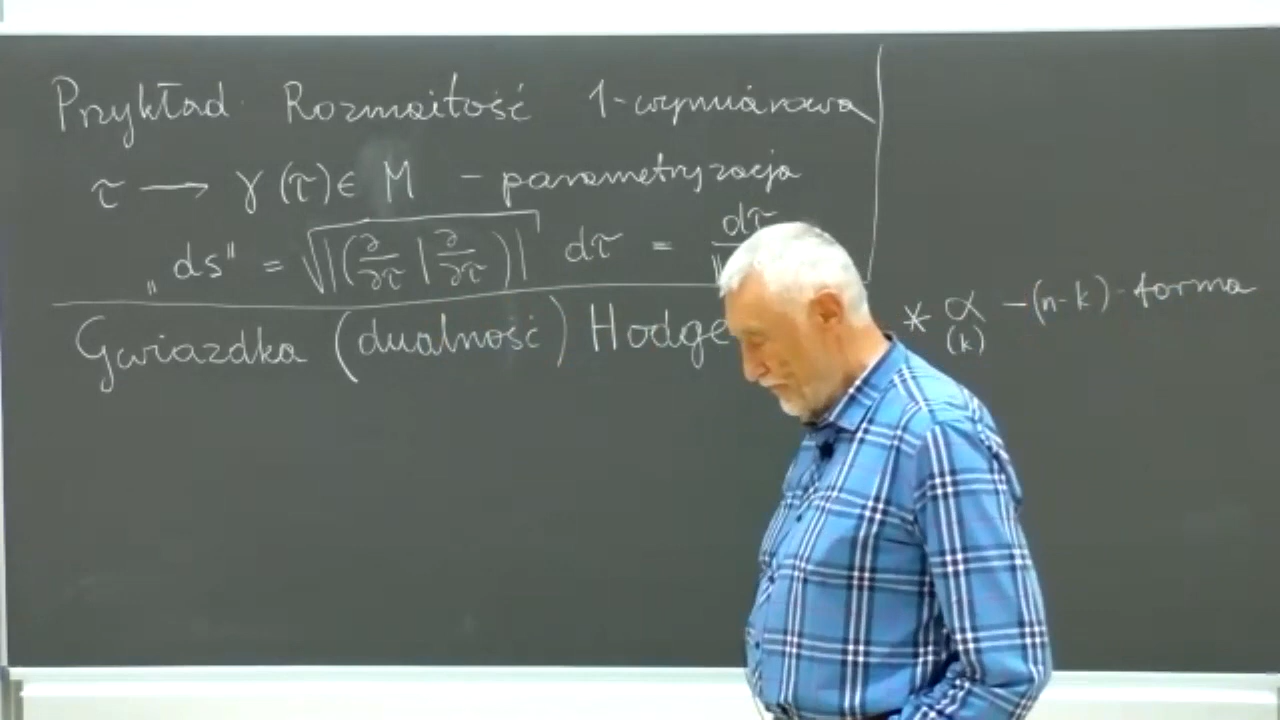 Przykład. Rozmaitość 1-wymiarowa
τ → γ(τ) ∈ M - parametryzacja
„ds" = √|(∂/∂τ | ∂/∂τ)| dτ = dτ
Gwiazdka (dualność) Hodge
* α (k) - (n-k)-forma